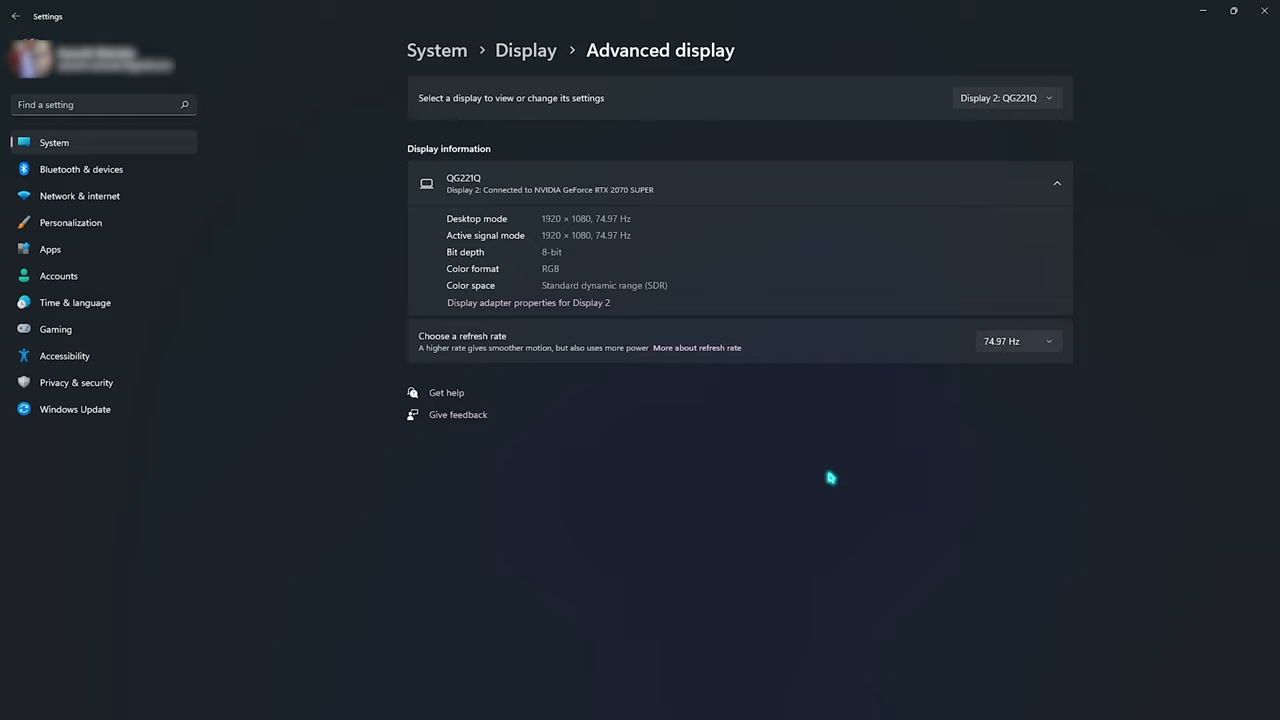 Settings
Find a setting
System
Bluetooth & devices
Network & internet
Personalization
Apps
Accounts
Time & language
Gaming
Accessibility
Privacy & security
Windows Update
System > Display > Advanced display
Select a display to view or change its settings
Display 2: QG221Q
Display information
QG221Q
Display 2: Connected to NVIDIA GeForce RTX 2070 SUPER
Desktop mode 1920 × 1080, 74.97 Hz
Active signal mode 1920 × 1080, 74.97 Hz
Bit depth 8-bit
Color format RGB
Color space Standard dynamic range (SDR)
Display adapter properties for Display 2
Choose a refresh rate
A higher rate gives smoother motion, but also uses more power More about refresh rate
74.97 Hz
Get help
Give feedback